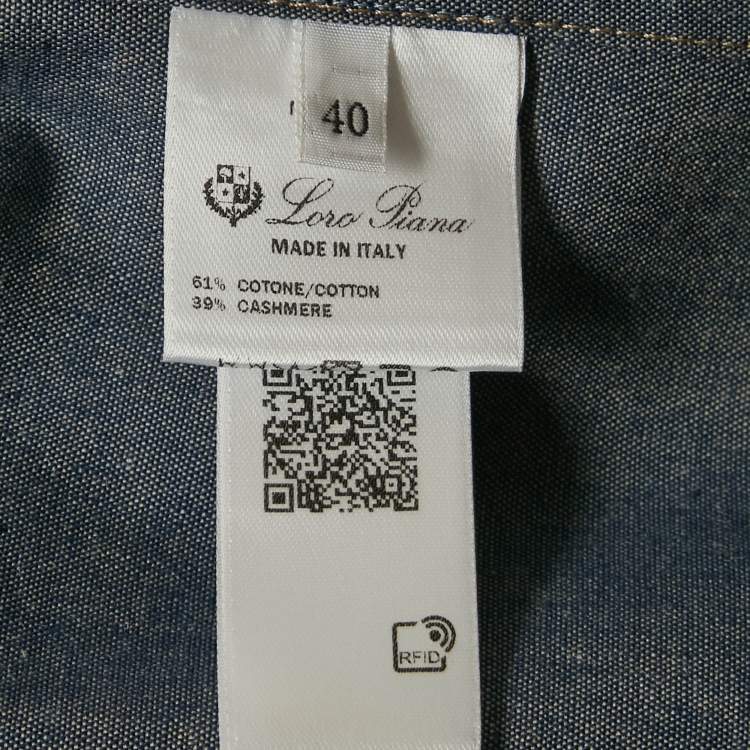 40
Loro Piana
MADE IN ITALY
61% COTONE/COTTON
39% CASHMERE
RFID